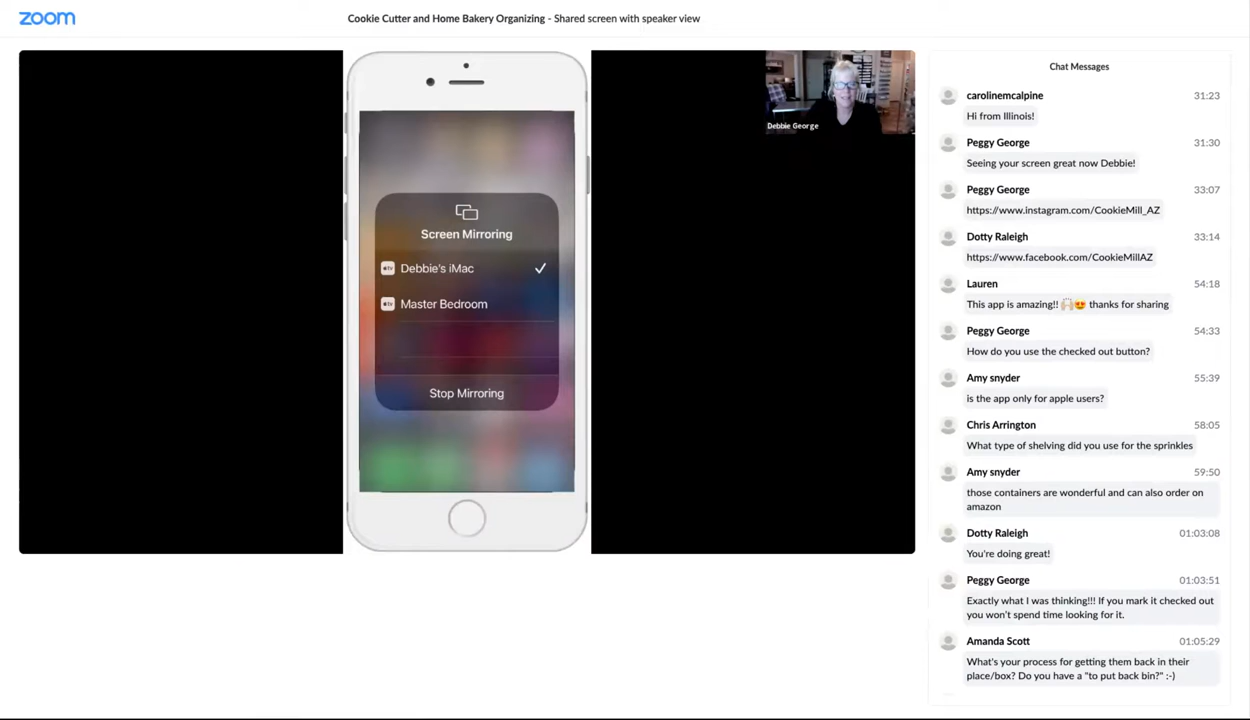 zoom
Cookie Cutter and Home Bakery Organizing - Shared screen with speaker view
Screen Mirroring
tv Debbie's iMac
tv Master Bedroom
Stop Mirroring
Debbie George
Chat Messages
carolinemcalpine 31:23
Hi from Illinois!
Peggy George 31:30
Seeing your screen great now Debbie!
Peggy George 33:07
https://www.instagram.com/CookieMill_AZ
Dotty Raleigh 33:14
https://www.facebook.com/CookieMillAZ
Lauren 54:18
This app is amazing!! 🙌🏻😍 thanks for sharing
Peggy George 54:33
How do you use the checked out button?
Amy snyder 55:39
is the app only for apple users?
Chris Arrington 58:05
What type of shelving did you use for the sprinkles
Amy snyder 59:50
those containers are wonderful and can also order on
amazon
Dotty Raleigh 01:03:08
You're doing great!
Peggy George 01:03:51
Exactly what I was thinking!!! If you mark it checked out
you won't spend time looking for it.
Amanda Scott 01:05:29
What's your process for getting them back in their
place/box? Do you have a "to put back bin?" :-)